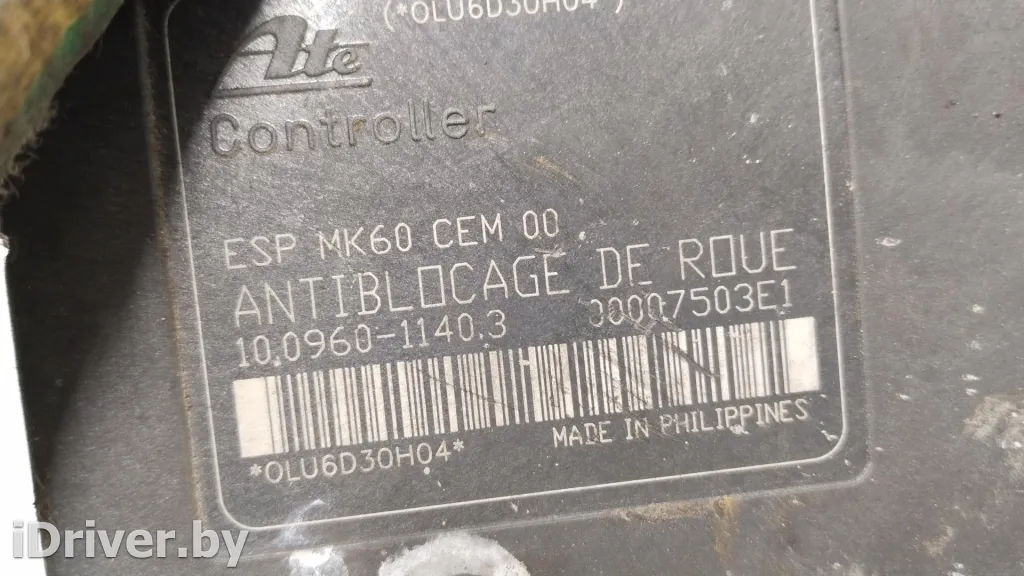 (*OLU6D30H04*)
Ate
Controller
ESP MK60 CEM 00
ANTIBLOCAGE DE ROUE
10.0960-1140.3 00007503E1
*OLU6D30H04*
MADE IN PHILIPPINES
iDriver.by